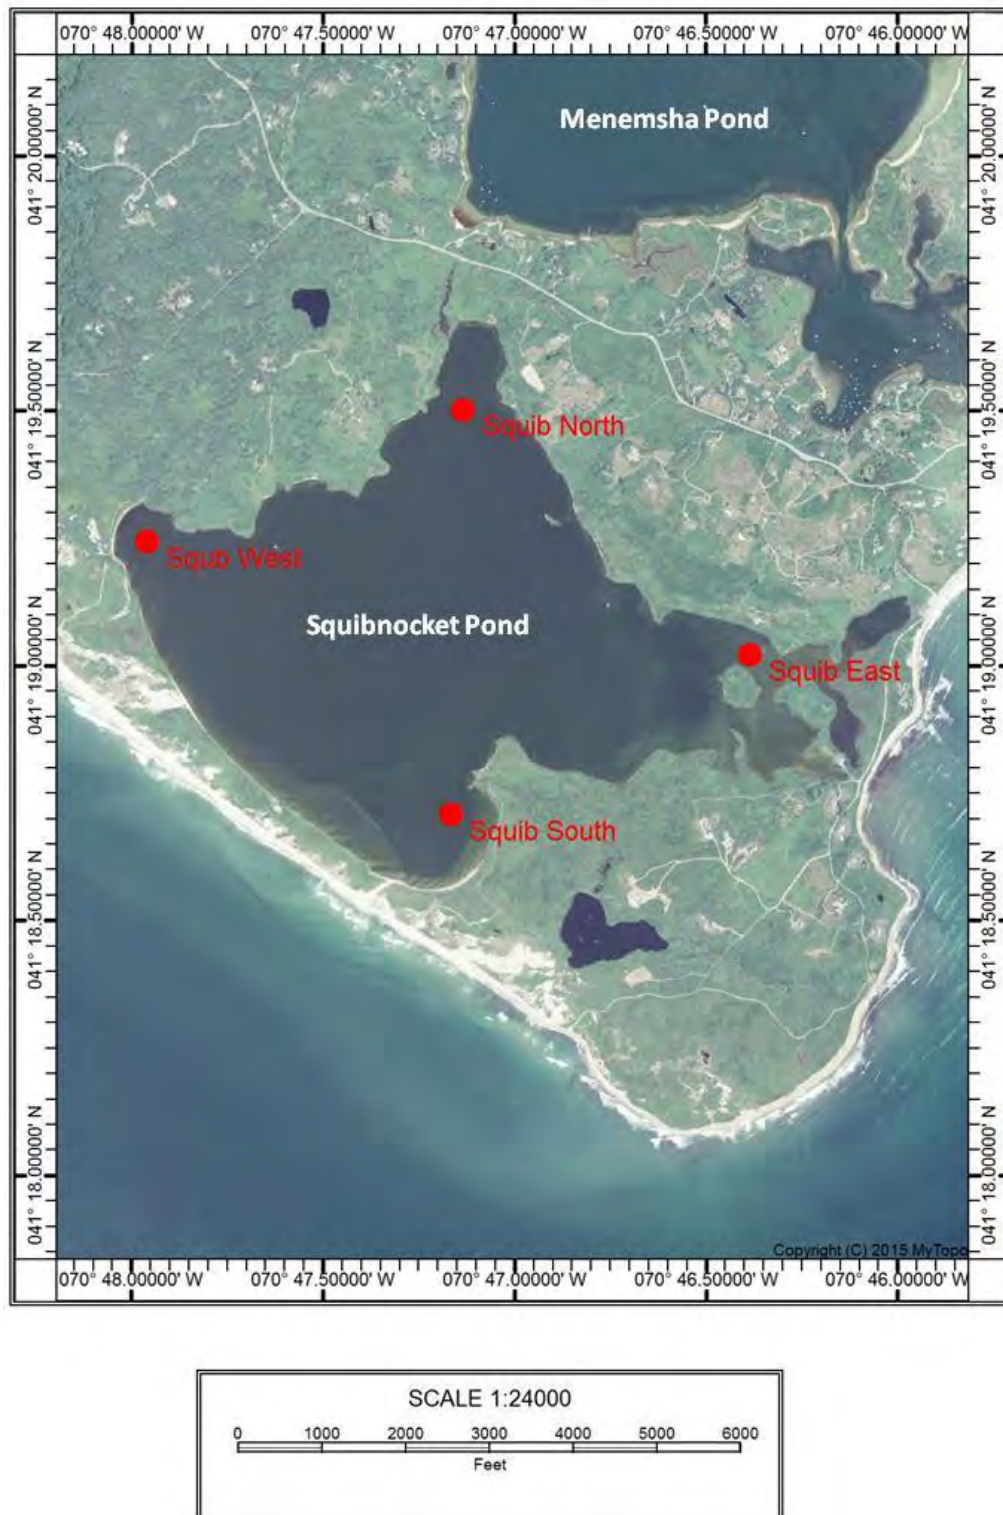 070° 48.00000' W 070° 47.50000' W 070° 47.00000' W 070° 46.50000' W 070° 46.00000' W
Menemsha Pond
041° 20.00000' N
041° 20.00000' N
Squib North
041° 19.50000' N
041° 19.50000' N
Squb West
Squibnocket Pond
Squib East
041° 19.00000' N
041° 19.00000' N
Squib South
041° 18.50000' N
041° 18.50000' N
041° 18.00000' N
041° 18.00000' N
Copyright (C) 2015 MyTopo
070° 48.00000' W 070° 47.50000' W 070° 47.00000' W 070° 46.50000' W 070° 46.00000' W
SCALE 1:24000
0 1000 2000 3000 4000 5000 6000
Feet